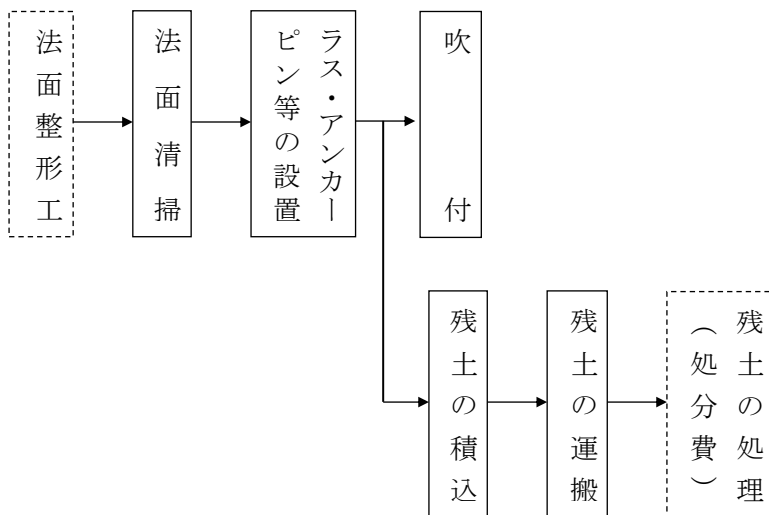 法面整形工
法面清掃
ラス・アンカー
ピン等の設置
吹付
残土の積込
残土の運搬
残土の処理
（処分費）